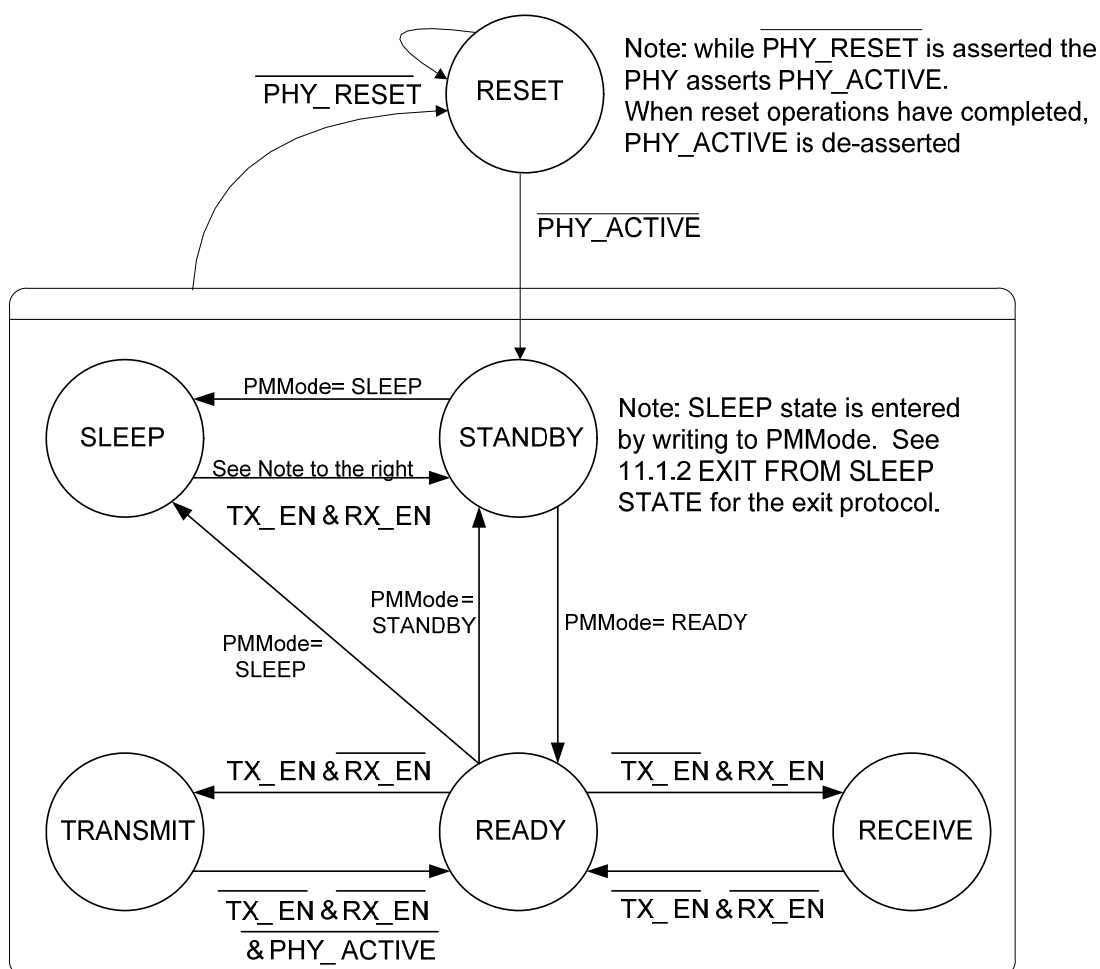 Note: while PHY_RESET is asserted the
PHY asserts PHY_ACTIVE.
When reset operations have completed,
PHY_ACTIVE is de-asserted
RESET
PHY_RESET
PHY_ACTIVE
PMMode= SLEEP
SLEEP
STANDBY
See Note to the right
TX_EN & RX_EN
Note: SLEEP state is entered
by writing to PMMode. See
11.1.2 EXIT FROM SLEEP
STATE for the exit protocol.
PMMode=
SLEEP
PMMode=
STANDBY
PMMode= READY
TX_EN & RX_EN
TX_EN & RX_EN
TRANSMIT
READY
RECEIVE
TX_EN & RX_EN
& PHY_ACTIVE
TX_EN & RX_EN